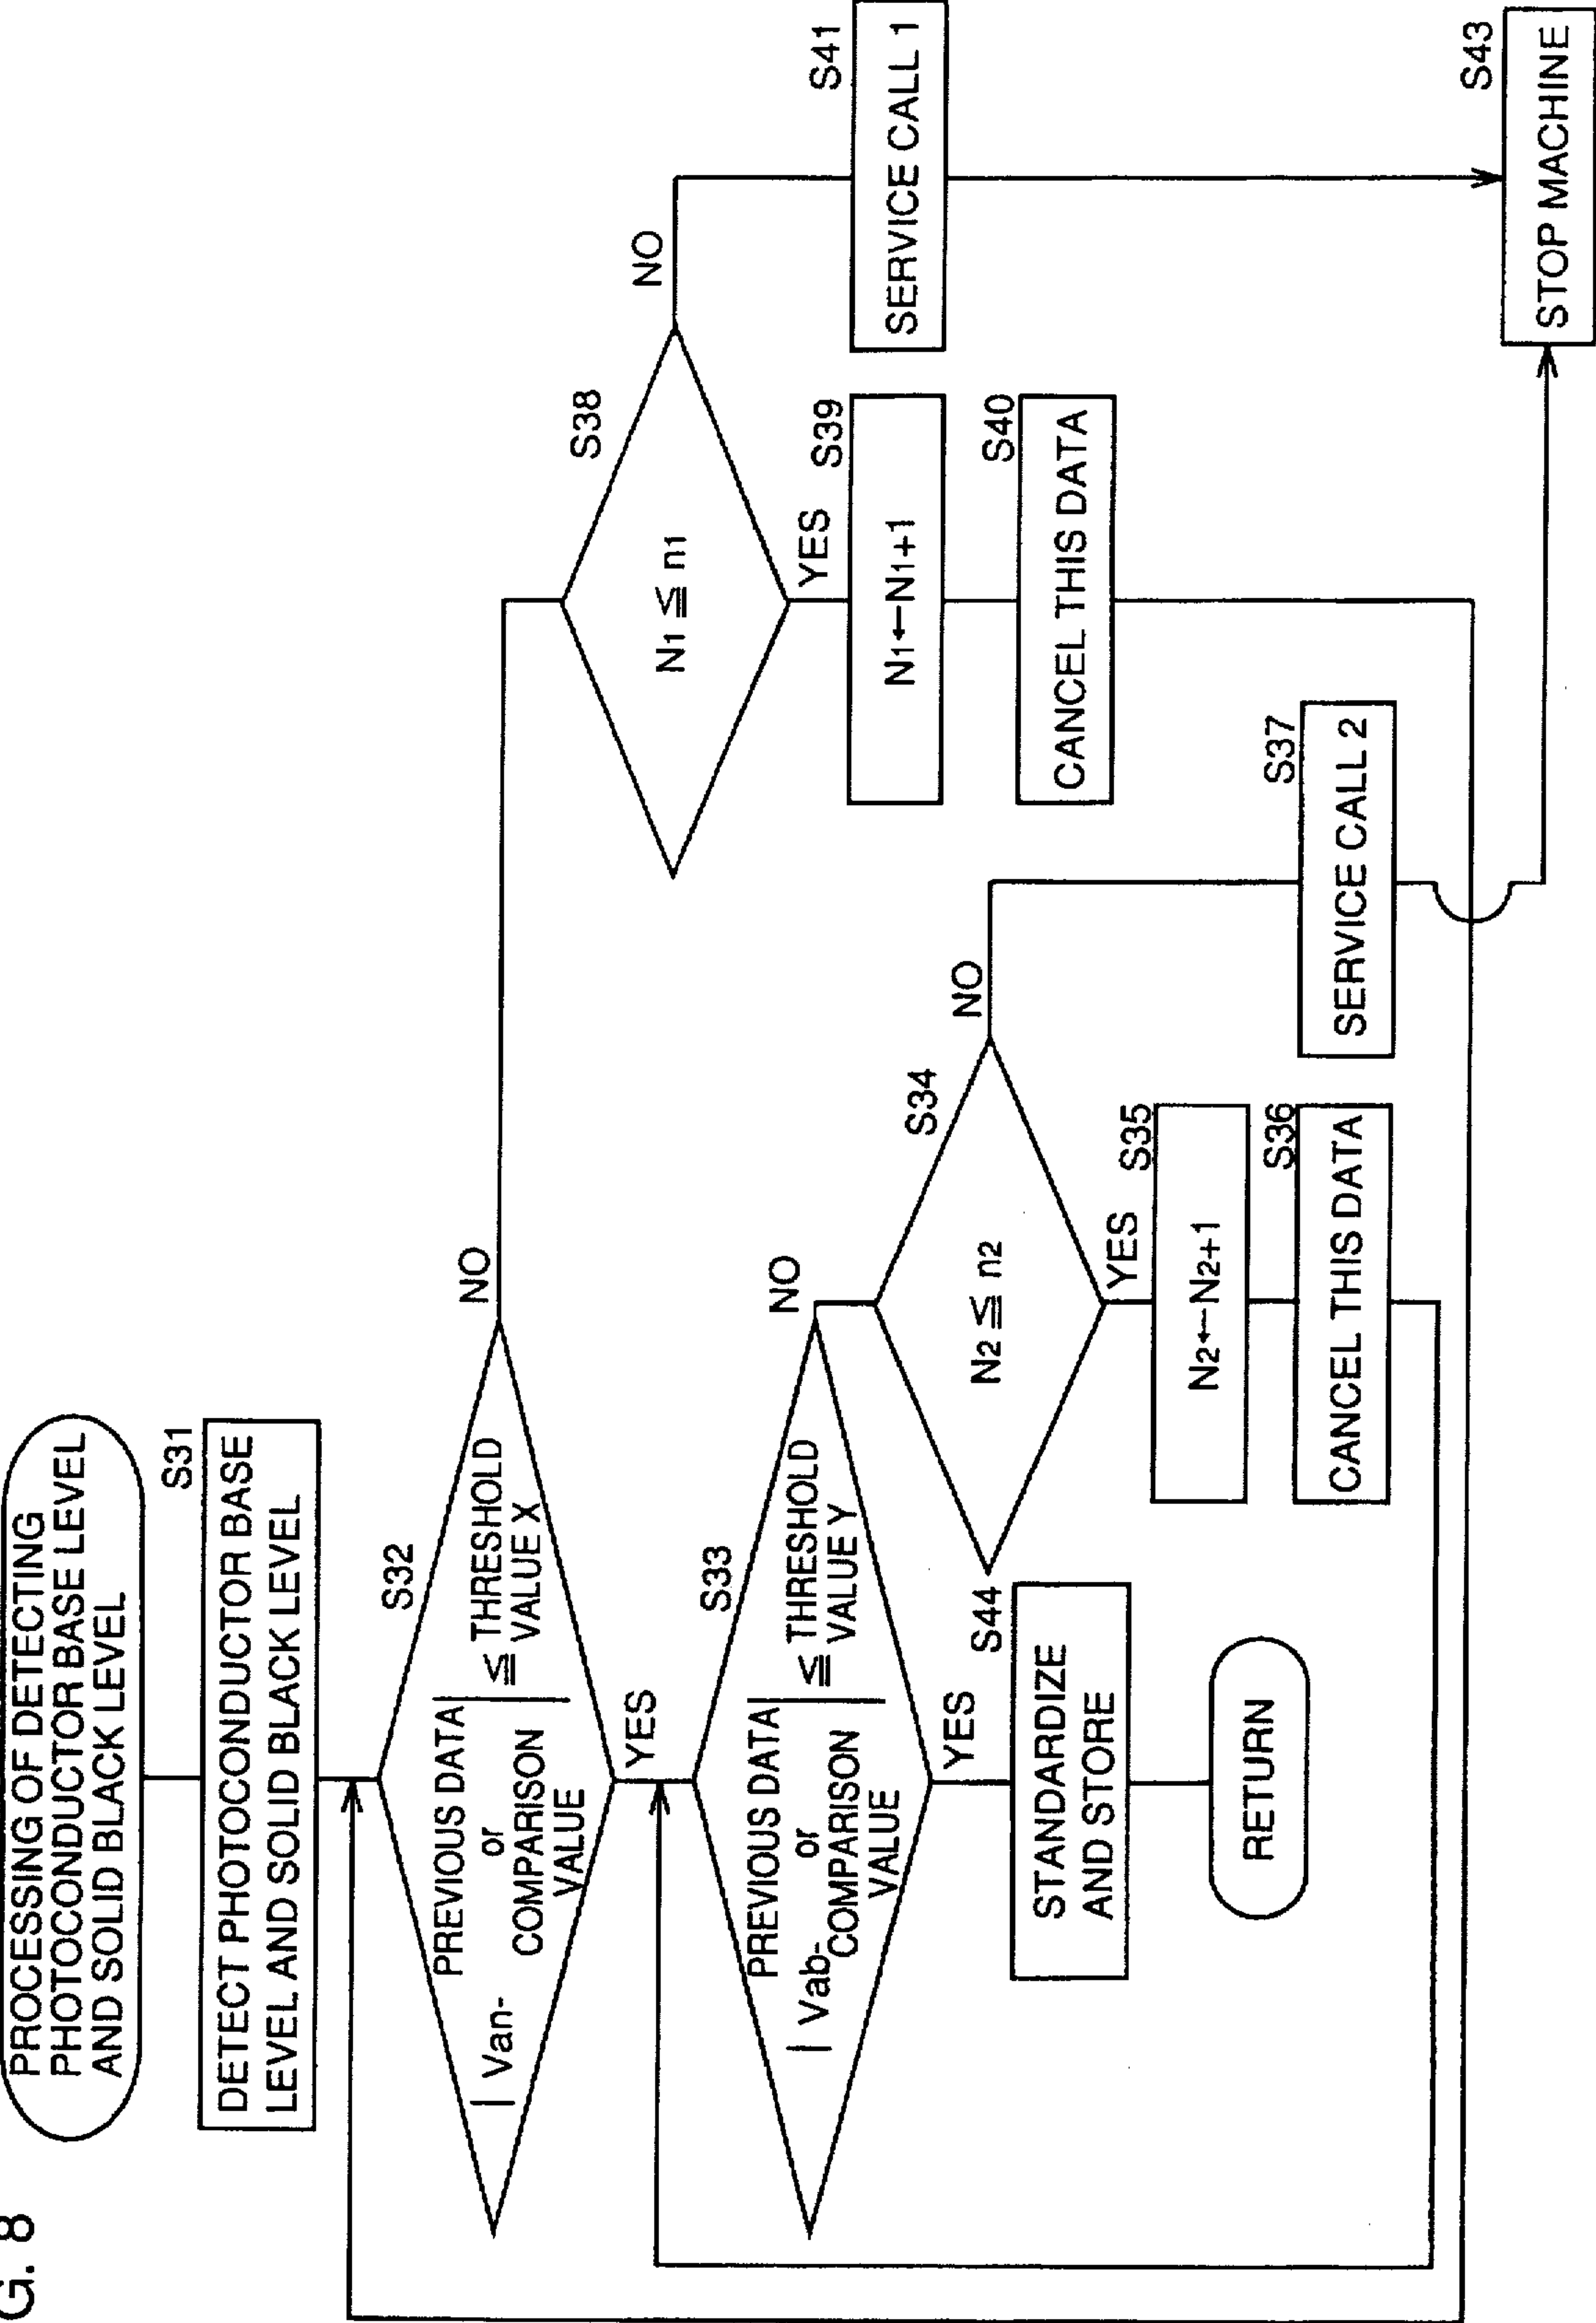 G. 8
PROCESSING OF DETECTING
PHOTOCONDUCTOR BASE LEVEL
AND SOLID BLACK LEVEL
S31
DETECT PHOTOCONDUCTOR BASE
LEVEL AND SOLID BLACK LEVEL
S32
| Van-
PREVIOUS DATA
or
COMPARISON
VALUE
|
≦ THRESHOLD
VALUE X
NO
YES
S33
| Vab-
PREVIOUS DATA
or
COMPARISON
VALUE
|
≦ THRESHOLD
VALUE Y
NO
YES
S44
STANDARDIZE
AND STORE
RETURN
S34
N2 ≦ n2
NO
YES
S35
N2←N2+1
S36
CANCEL THIS DATA
S37
SERVICE CALL 2
S38
N1 ≦ n1
NO
YES
S39
N1←N1+1
S40
CANCEL THIS DATA
S41
SERVICE CALL 1
S43
STOP MACHINE